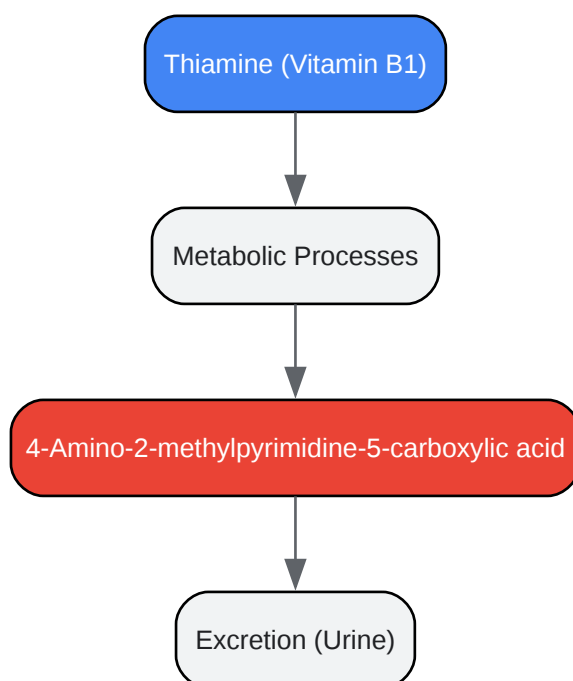 Thiamine (Vitamin B1)
Metabolic Processes
4-Amino-2-methylpyrimidine-5-carboxylic acid
Excretion (Urine)